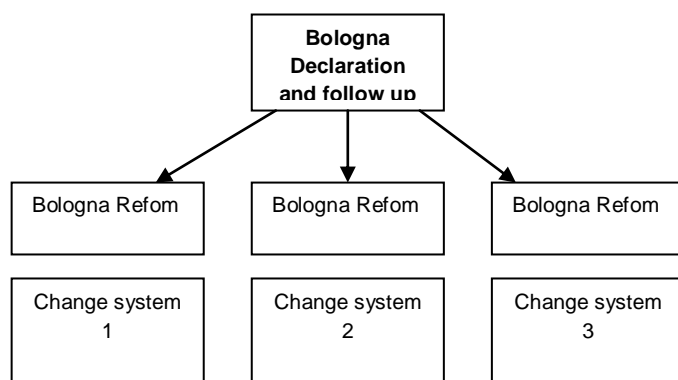 Bologna
Declaration
and follow up
Bologna Refom
Bologna Refom
Bologna Refom
Change system
1
Change system
2
Change system
3